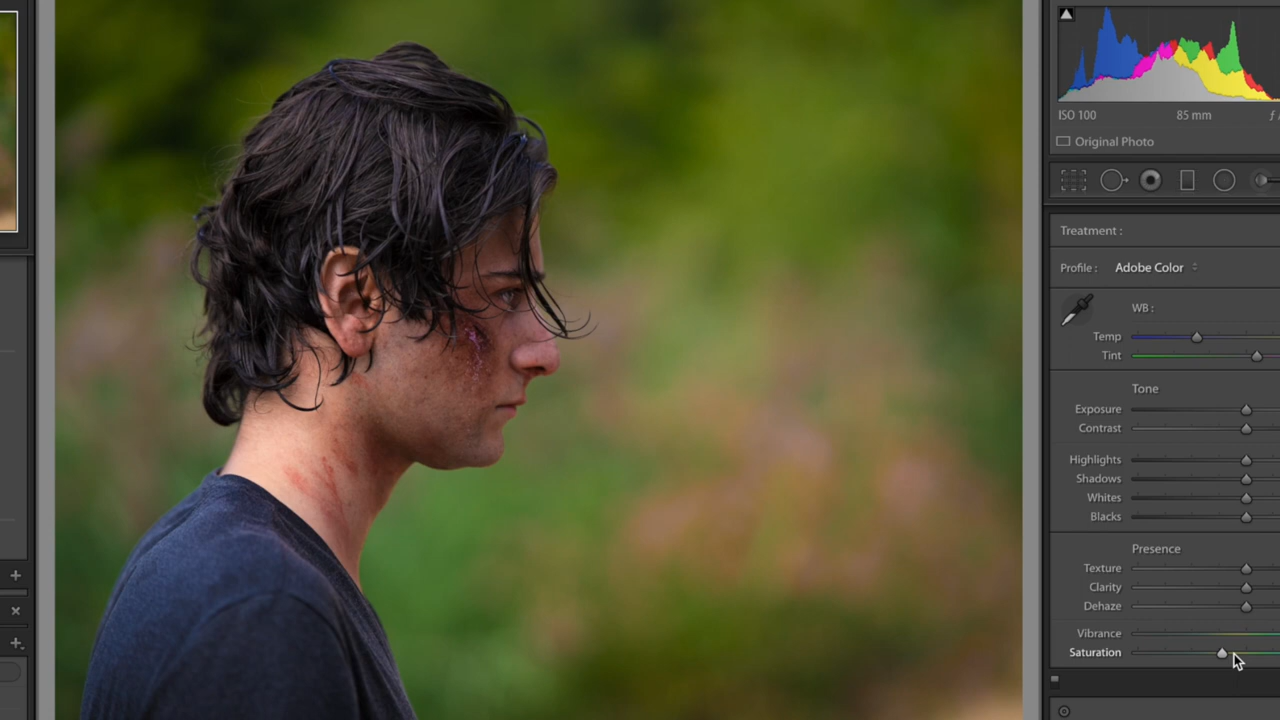 ISO 100 85 mm ƒ/
Original Photo
Treatment :
Profile : Adobe Color
WB :
Temp
Tint
Tone
Exposure
Contrast
Highlights
Shadows
Whites
Blacks
Presence
Texture
Clarity
Dehaze
Vibrance
Saturation